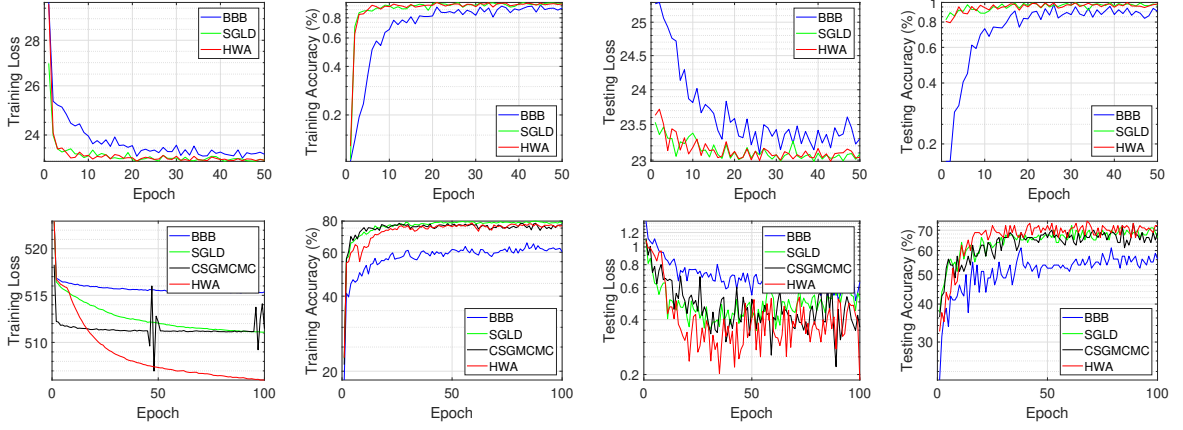 Training Loss
28
26
24
0
10
20
30
40
50
Epoch
BBB
SGLD
HWA
Training Accuracy (%)
0.8
0.6
0.4
0.2
0
10
20
30
40
50
Epoch
BBB
SGLD
HWA
Testing Loss
25
24.5
24
23.5
23
0
10
20
30
40
50
Epoch
BBB
SGLD
HWA
Testing Accuracy (%)
1
0.8
0.6
0.4
0.2
0
10
20
30
40
50
Epoch
BBB
SGLD
HWA
Training Loss
520
515
510
0
50
100
Epoch
BBB
SGLD
CSGMCMC
HWA
Training Accuracy (%)
80
60
40
20
0
50
100
Epoch
BBB
SGLD
CSGMCMC
HWA
Testing Loss
1.2
1
0.8
0.6
0.4
0.2
0
50
100
Epoch
BBB
SGLD
CSGMCMC
HWA
Testing Accuracy (%)
70
60
50
40
30
0
50
100
Epoch
BBB
SGLD
CSGMCMC
HWA